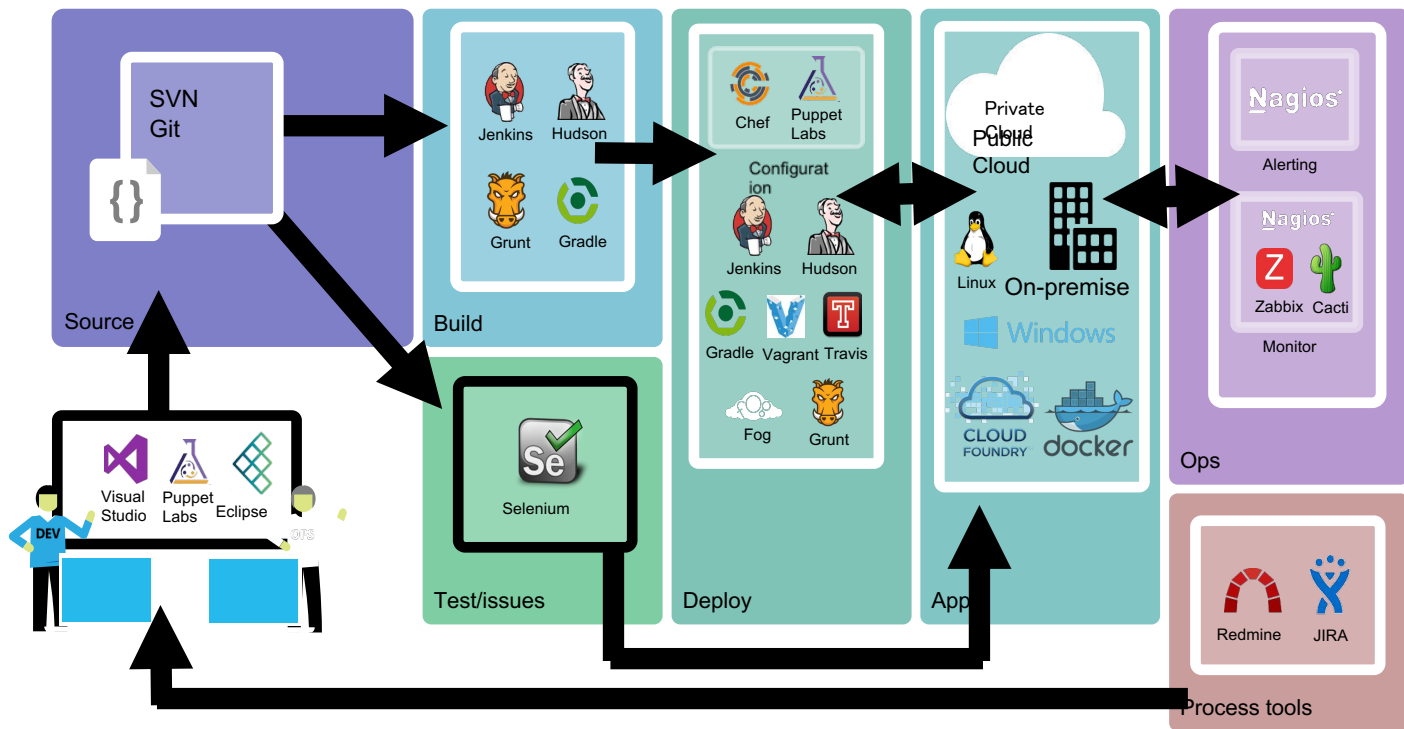 SVN
Git
{}
Source
Visual
Studio
Puppet
Labs
Eclipse
DEV
OPS
Jenkins
Hudson
Grunt
Gradle
Build
Se
Selenium
Test/issues
Chef
Puppet
Labs
Configurat
ion
Jenkins
Hudson
Gradle
Vagrant
T
Travis
Fog
Grunt
Deploy
Private
Cloud
Public
Cloud
Linux
On-premise
Windows
CLOUD
FOUNDRY
docker
App
Nagios
Alerting
Nagios
Z
Zabbix
Cacti
Monitor
Ops
Redmine
JIRA
Process tools